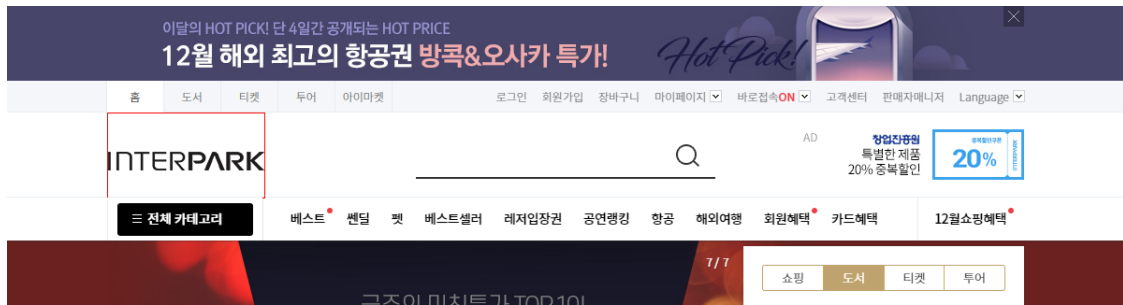 이달의 HOT PICK! 단 4일간 공개되는 HOT PRICE
12월 해외 최고의 항공권 방콕&오사카 특가!
Hot Pick!
홈 도서 티켓 투어 아이마켓 로그인 회원가입 장바구니 마이페이지 바로접속ON 고객센터 판매자매니저 Language
INTERPARK
AD
창업진흥원
특별한 제품
20% 중복할인
중복할인쿠폰
20%
INTERPARK
전체 카테고리 베스트 쎈딜 펫 베스트셀러 레저입장권 공연랭킹 항공 해외여행 회원혜택 카드혜택 12월쇼핑혜택
7/7
쇼핑 도서 티켓 투어